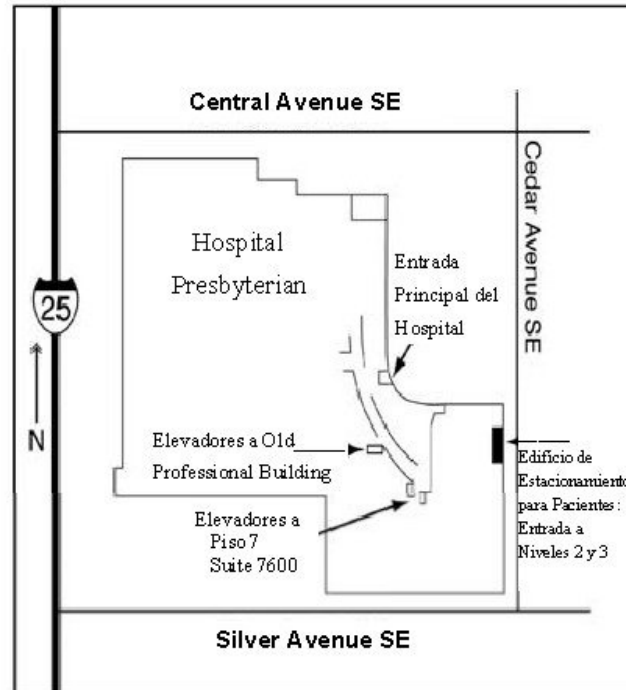 Central Avenue SE
Cedar Avenue SE
Hospital
Presbyterian
Entrada
Principal del
Hospital
25
N
Elevadores a Old
Professional Building
Elevadores a
Piso 7
Suite 7600
Edificio de
Estacionamiento
para Pacientes:
Entrada a
Niveles 2 y 3
Silver Avenue SE